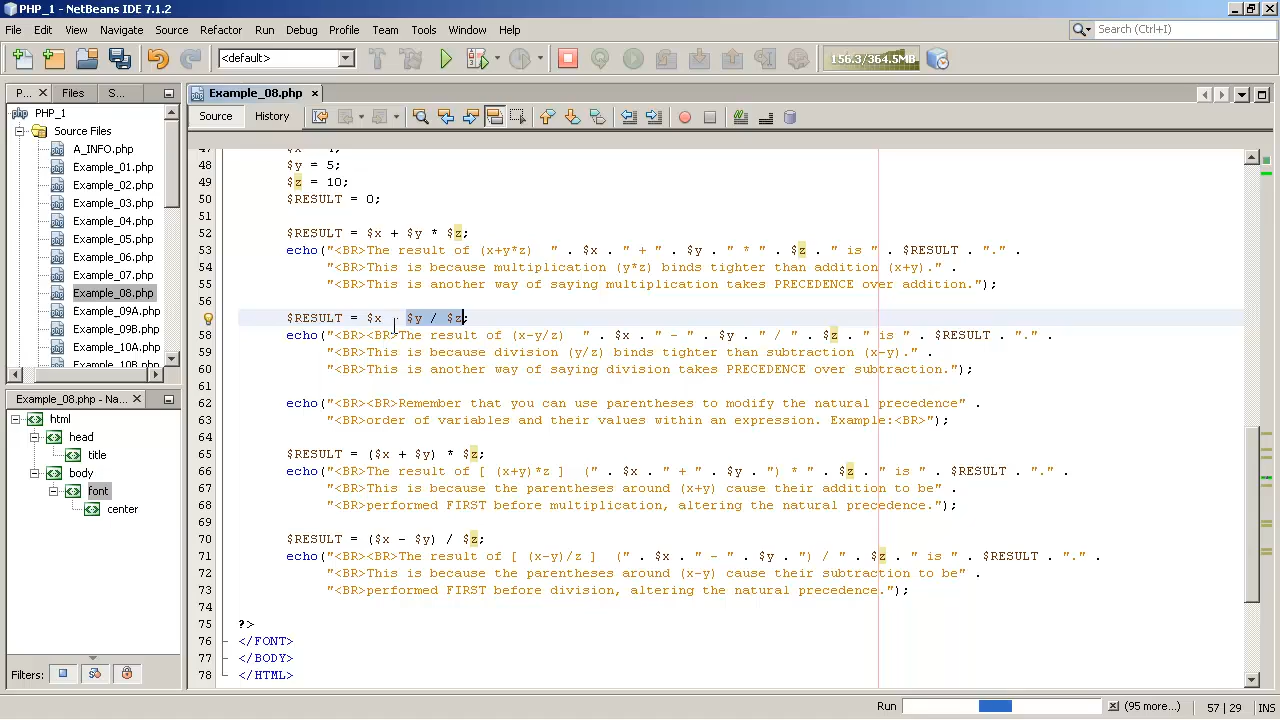 PHP_1 - NetBeans IDE 7.1.2
File Edit View Navigate Source Refactor Run Debug Profile Team Tools Window Help
Search (Ctrl+I)
<default>
156.3/364.5MB
P... Files S...
Example_08.php
PHP_1
Source Files
A_INFO.php
Example_01.php
Example_02.php
Example_03.php
Example_04.php
Example_05.php
Example_06.php
Example_07.php
Example_08.php
Example_09A.php
Example_09B.php
Example_10A.php
Example_10B.php
Example_08.php - Na...
html
head
title
body
font
center
Filters:
Source History
48 $y = 5;
49 $z = 10;
50 $RESULT = 0;
51
52 $RESULT = $x + $y * $z;
53 echo("<BR>The result of (x+y*z)  " . $x . " + " . $y . " * " . $z . " is " . $RESULT . "." .
54 "<BR>This is because multiplication (y*z) binds tighter than addition (x+y)." .
55 "<BR>This is another way of saying multiplication takes PRECEDENCE over addition.");
56
$RESULT = $x   $y / $z;
58 echo("<BR><BR>The result of (x-y/z)  " . $x . " - " . $y . " / " . $z . " is " . $RESULT . "." .
59 "<BR>This is because division (y/z) binds tighter than subtraction (x-y)." .
60 "<BR>This is another way of saying division takes PRECEDENCE over subtraction.");
61
62 echo("<BR><BR>Remember that you can use parentheses to modify the natural precedence" .
63 "<BR>order of variables and their values within an expression. Example:<BR>");
64
65 $RESULT = ($x + $y) * $z;
66 echo("<BR>The result of [ (x+y)*z ]  (" . $x . " + " . $y . ") * " . $z . " is " . $RESULT . "." .
67 "<BR>This is because the parentheses around (x+y) cause their addition to be" .
68 "<BR>performed FIRST before multiplication, altering the natural precedence.");
69
70 $RESULT = ($x - $y) / $z;
71 echo("<BR><BR>The result of [ (x-y)/z ]  (" . $x . " - " . $y . ") / " . $z . " is " . $RESULT . "." .
72 "<BR>This is because the parentheses around (x-y) cause their subtraction to be" .
73 "<BR>performed FIRST before division, altering the natural precedence.");
74
75 ?>
76 </FONT>
77 </BODY>
78 </HTML>
Run (95 more...) 57 | 29 INS